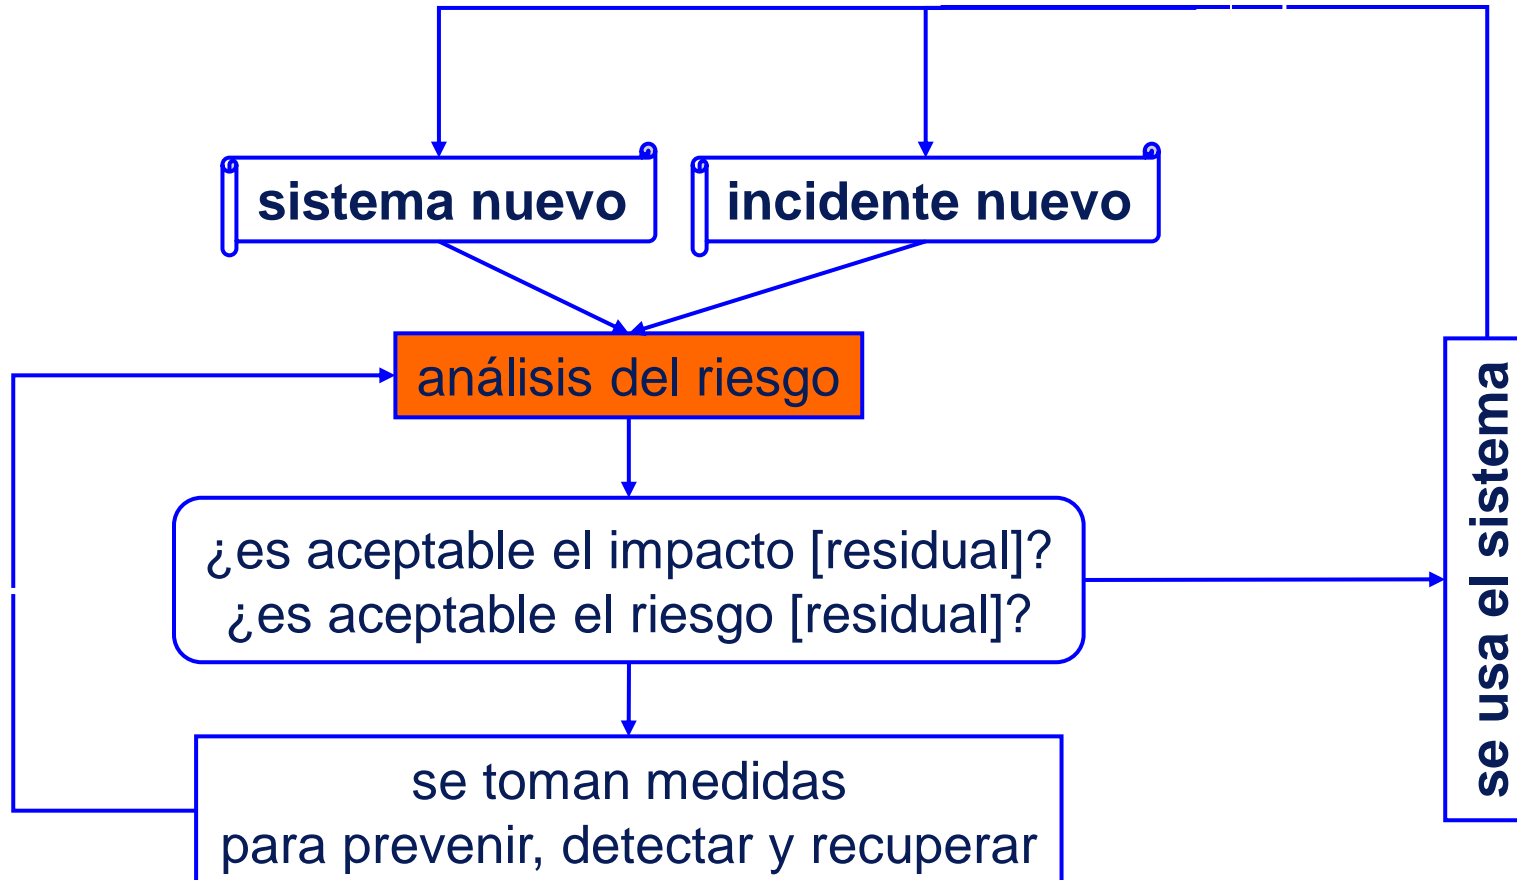 sistema nuevo
incidente nuevo
análisis del riesgo
¿es aceptable el impacto [residual]?
¿es aceptable el riesgo [residual]?
se usa el sistema
se toman medidas
para prevenir, detectar y recuperar